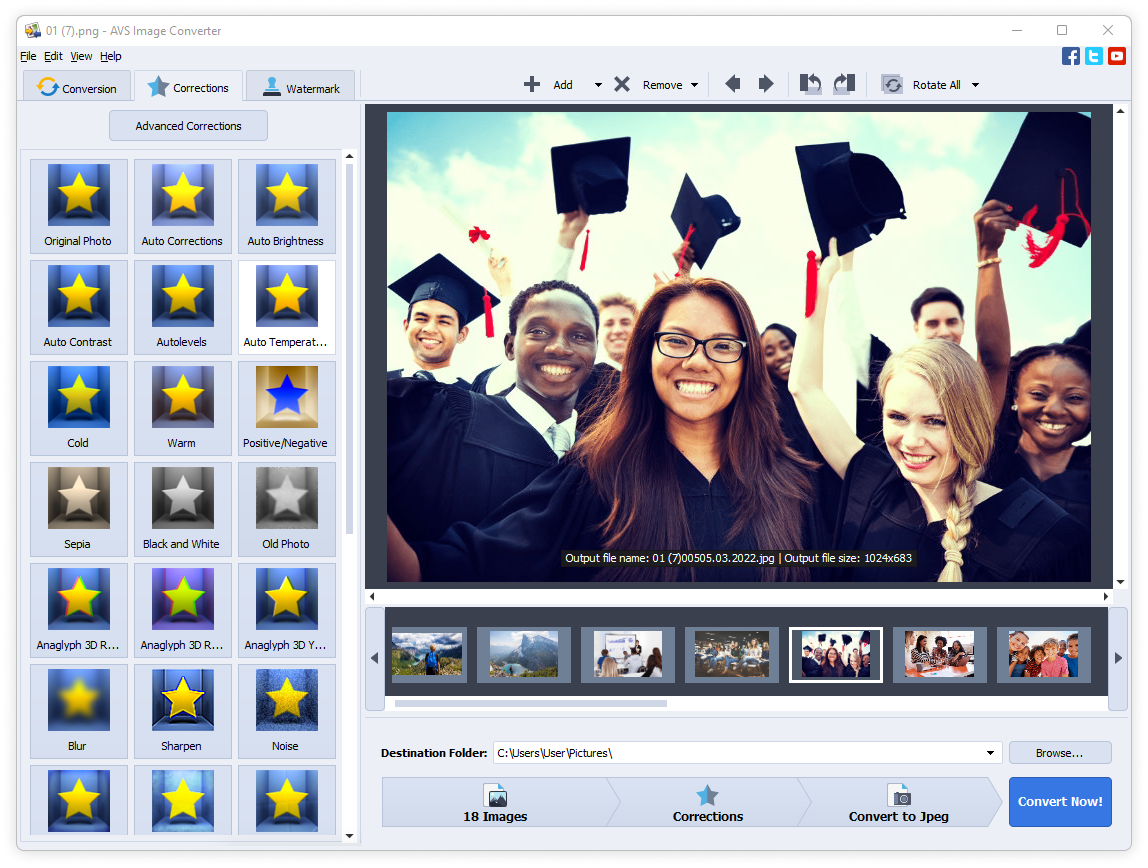 01 (7).png - AVS Image Converter
File Edit View Help
Conversion Corrections Watermark
Add Remove Rotate All
Advanced Corrections
Original Photo Auto Corrections Auto Brightness
Auto Contrast Autolevels Auto Temperat...
Cold Warm Positive/Negative
Sepia Black and White Old Photo
Anaglyph 3D R... Anaglyph 3D R... Anaglyph 3D Y...
Blur Sharpen Noise
Output file name: 01 (7)00505.03.2022.jpg | Output file size: 1024x683
Destination Folder: C:\Users\User\Pictures\ Browse...
18 Images Corrections Convert to Jpeg Convert Now!